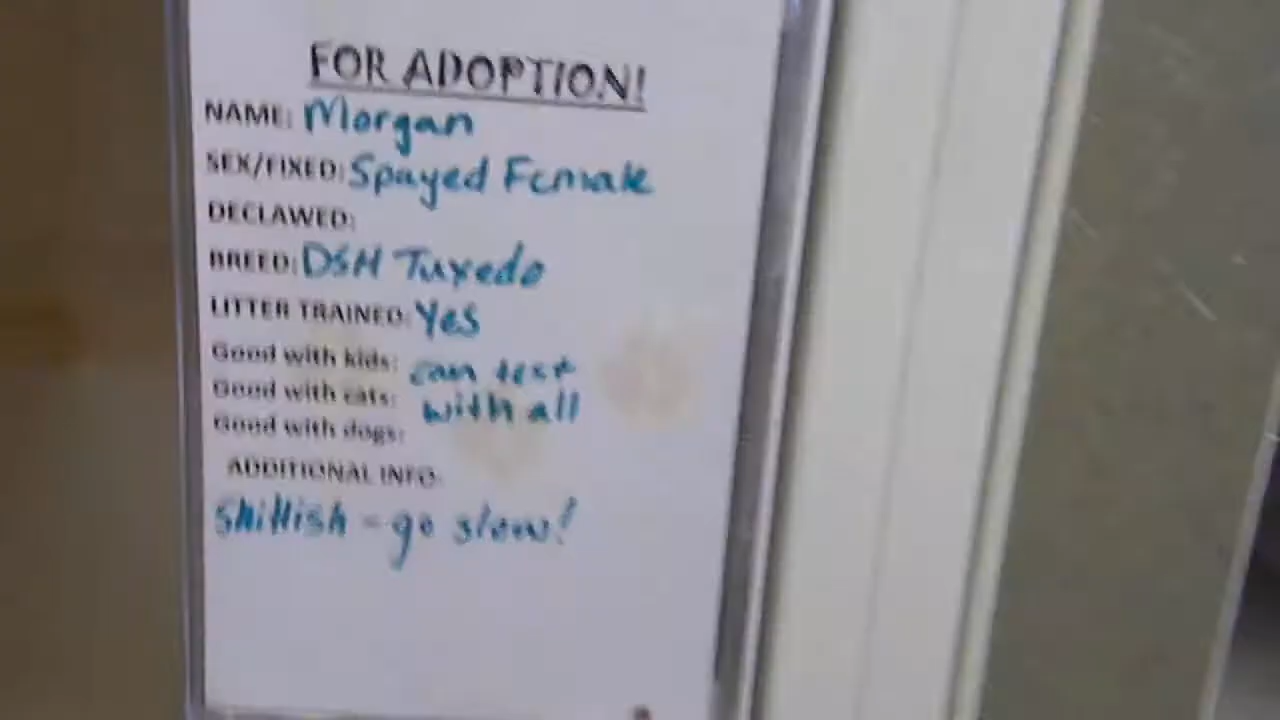 FOR ADOPTION!
NAME: Morgan
SEX/FIXED: Spayed Female
DECLAWED:
BREED: DSH Tuxedo
LITTER TRAINED: Yes
Good with kids: can test
Good with cats: with all
Good with dogs:
ADDITIONAL INFO:
Skittish - go slow!